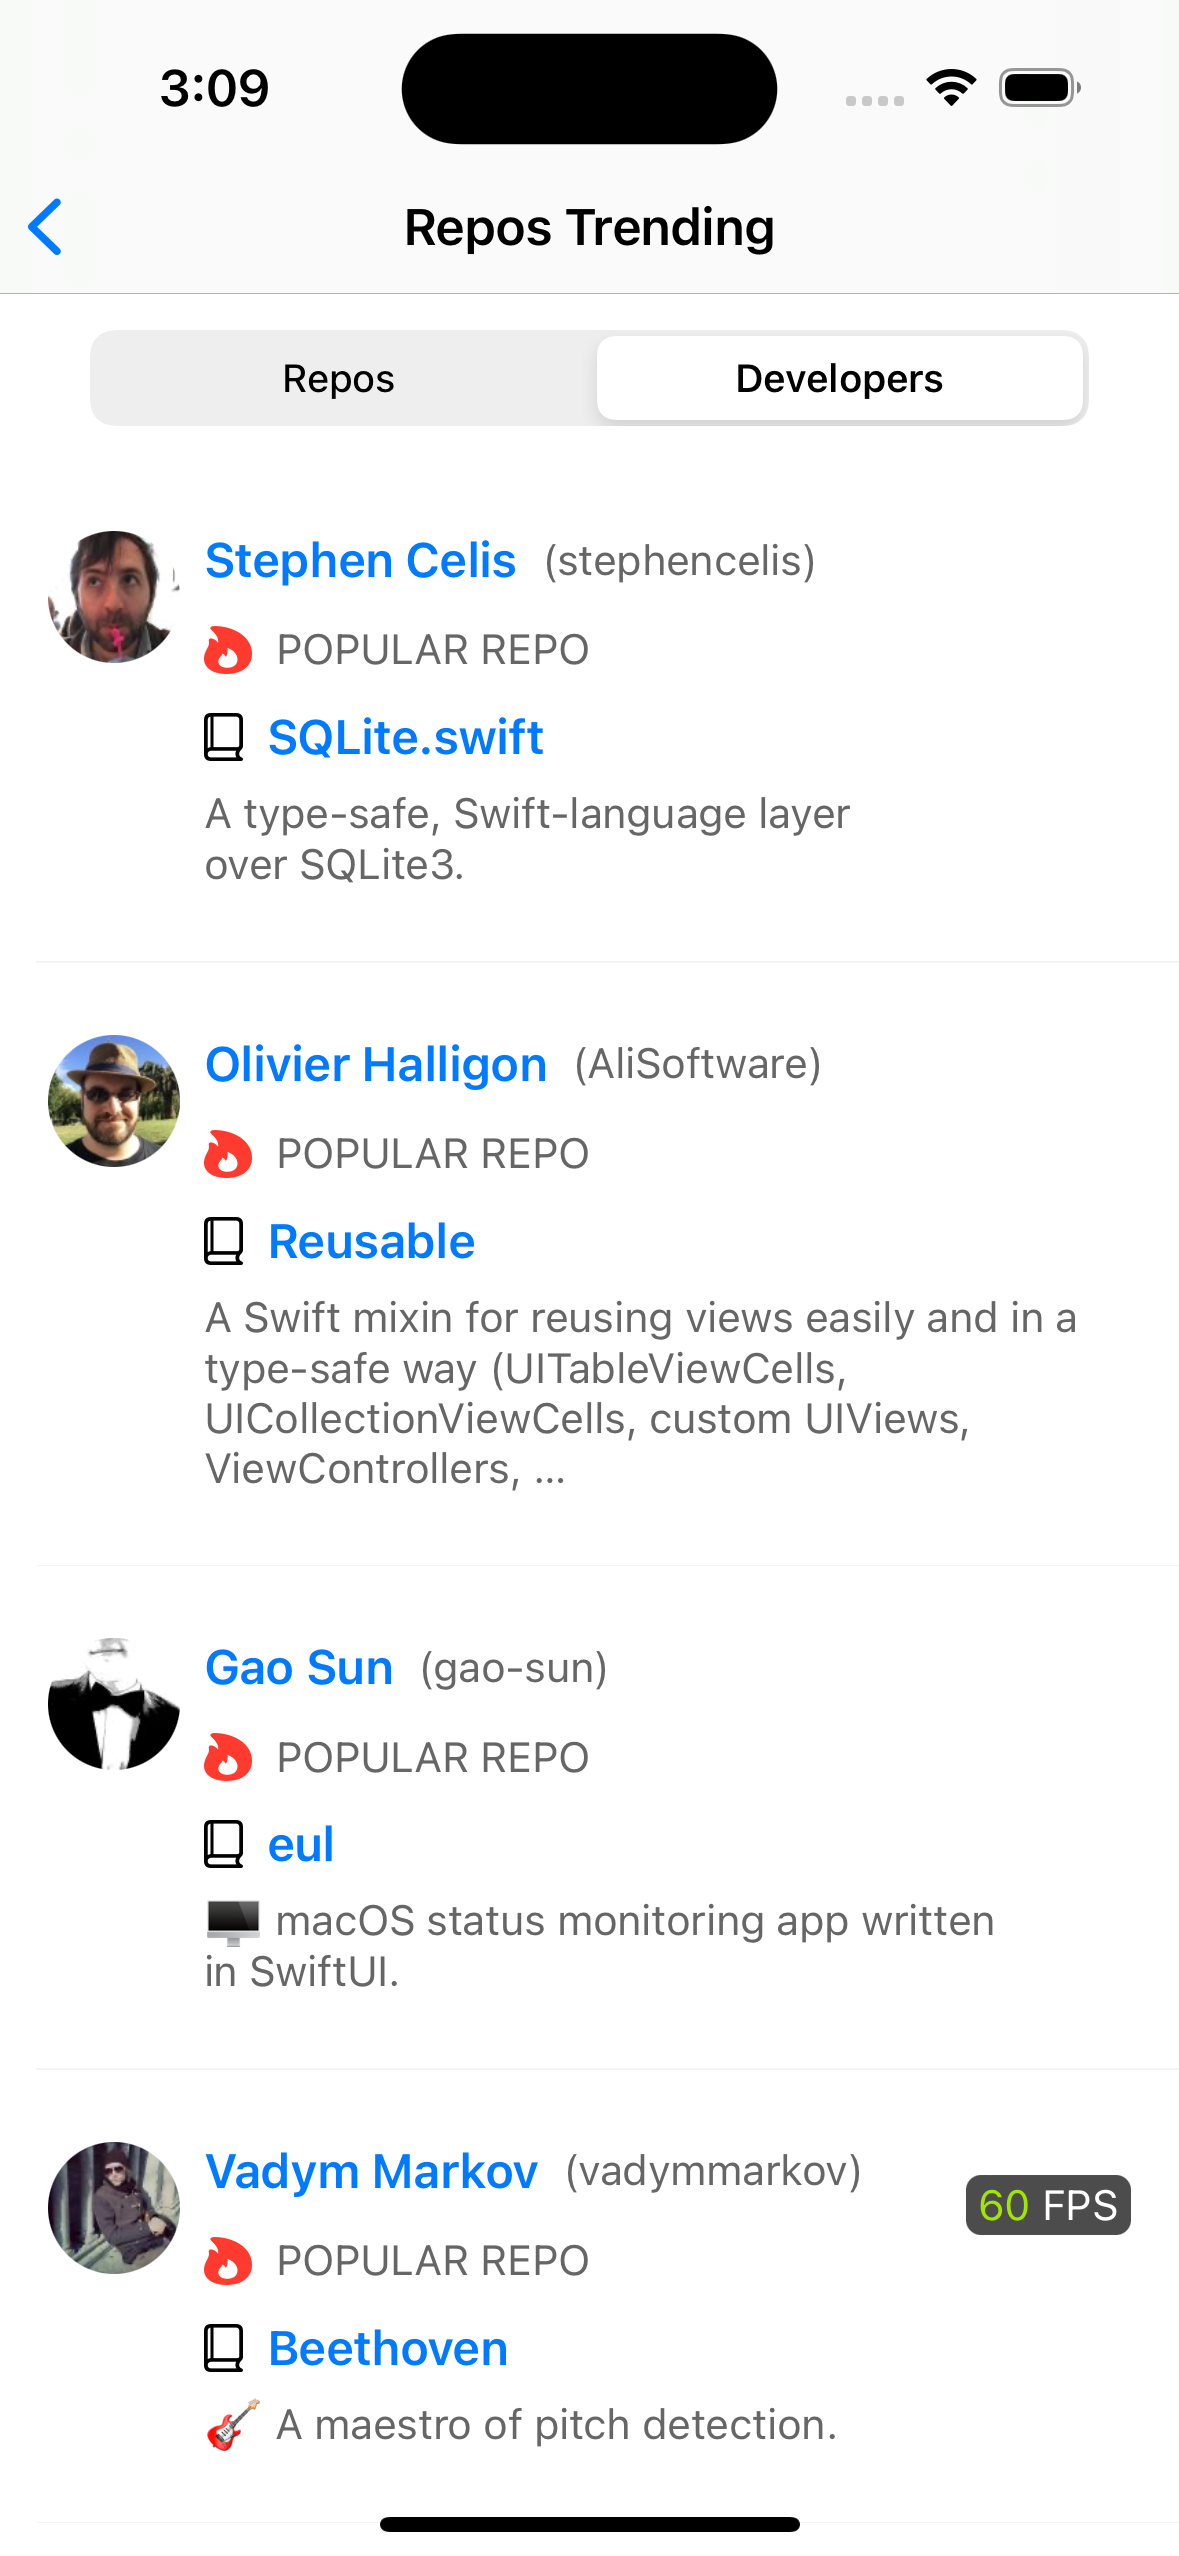 3:09
Repos Trending
Repos
Developers
Stephen Celis (stephencelis)
POPULAR REPO
SQLite.swift
A type-safe, Swift-language layer
over SQLite3.
Olivier Halligon (AliSoftware)
POPULAR REPO
Reusable
A Swift mixin for reusing views easily and in a
type-safe way (UITableViewCells,
UICollectionViewCells, custom UIViews,
ViewControllers, ...
Gao Sun (gao-sun)
POPULAR REPO
eul
🖥️ macOS status monitoring app written
in SwiftUI.
Vadym Markov (vadymmarkov)
60 FPS
POPULAR REPO
Beethoven
🎸 A maestro of pitch detection.